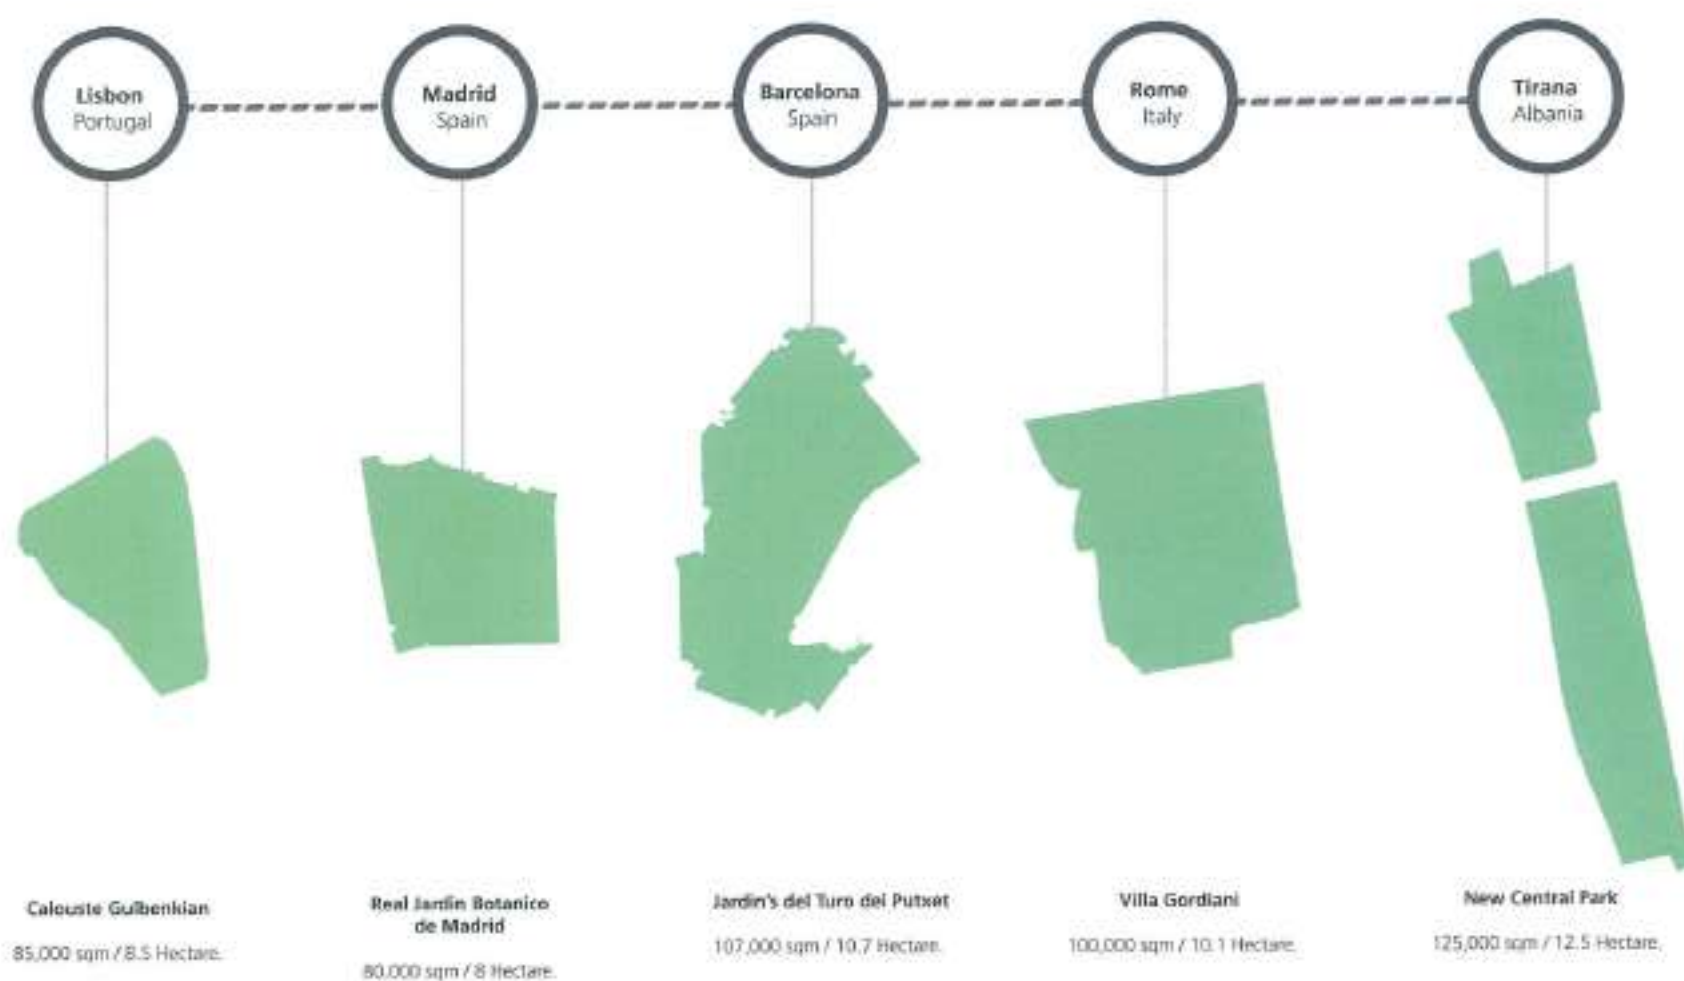 Lisbon
Portugal
Madrid
Spain
Barcelona
Spain
Rome
Italy
Tirana
Albania
Calouste Gulbenkian
85,000 sqm / 8.5 Hectare.
Real Jardin Botanico
de Madrid
80,000 sqm / 8 Hectare.
Jardin's del Turo del Putxet
107,000 sqm / 10.7 Hectare.
Villa Gordiani
100,000 sqm / 10.1 Hectare.
New Central Park
125,000 sqm / 12.5 Hectare.